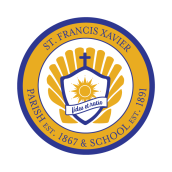 ST. FRANCIS XAVIER
fides et ratio
PARISH EST. 1867 & SCHOOL EST. 1891